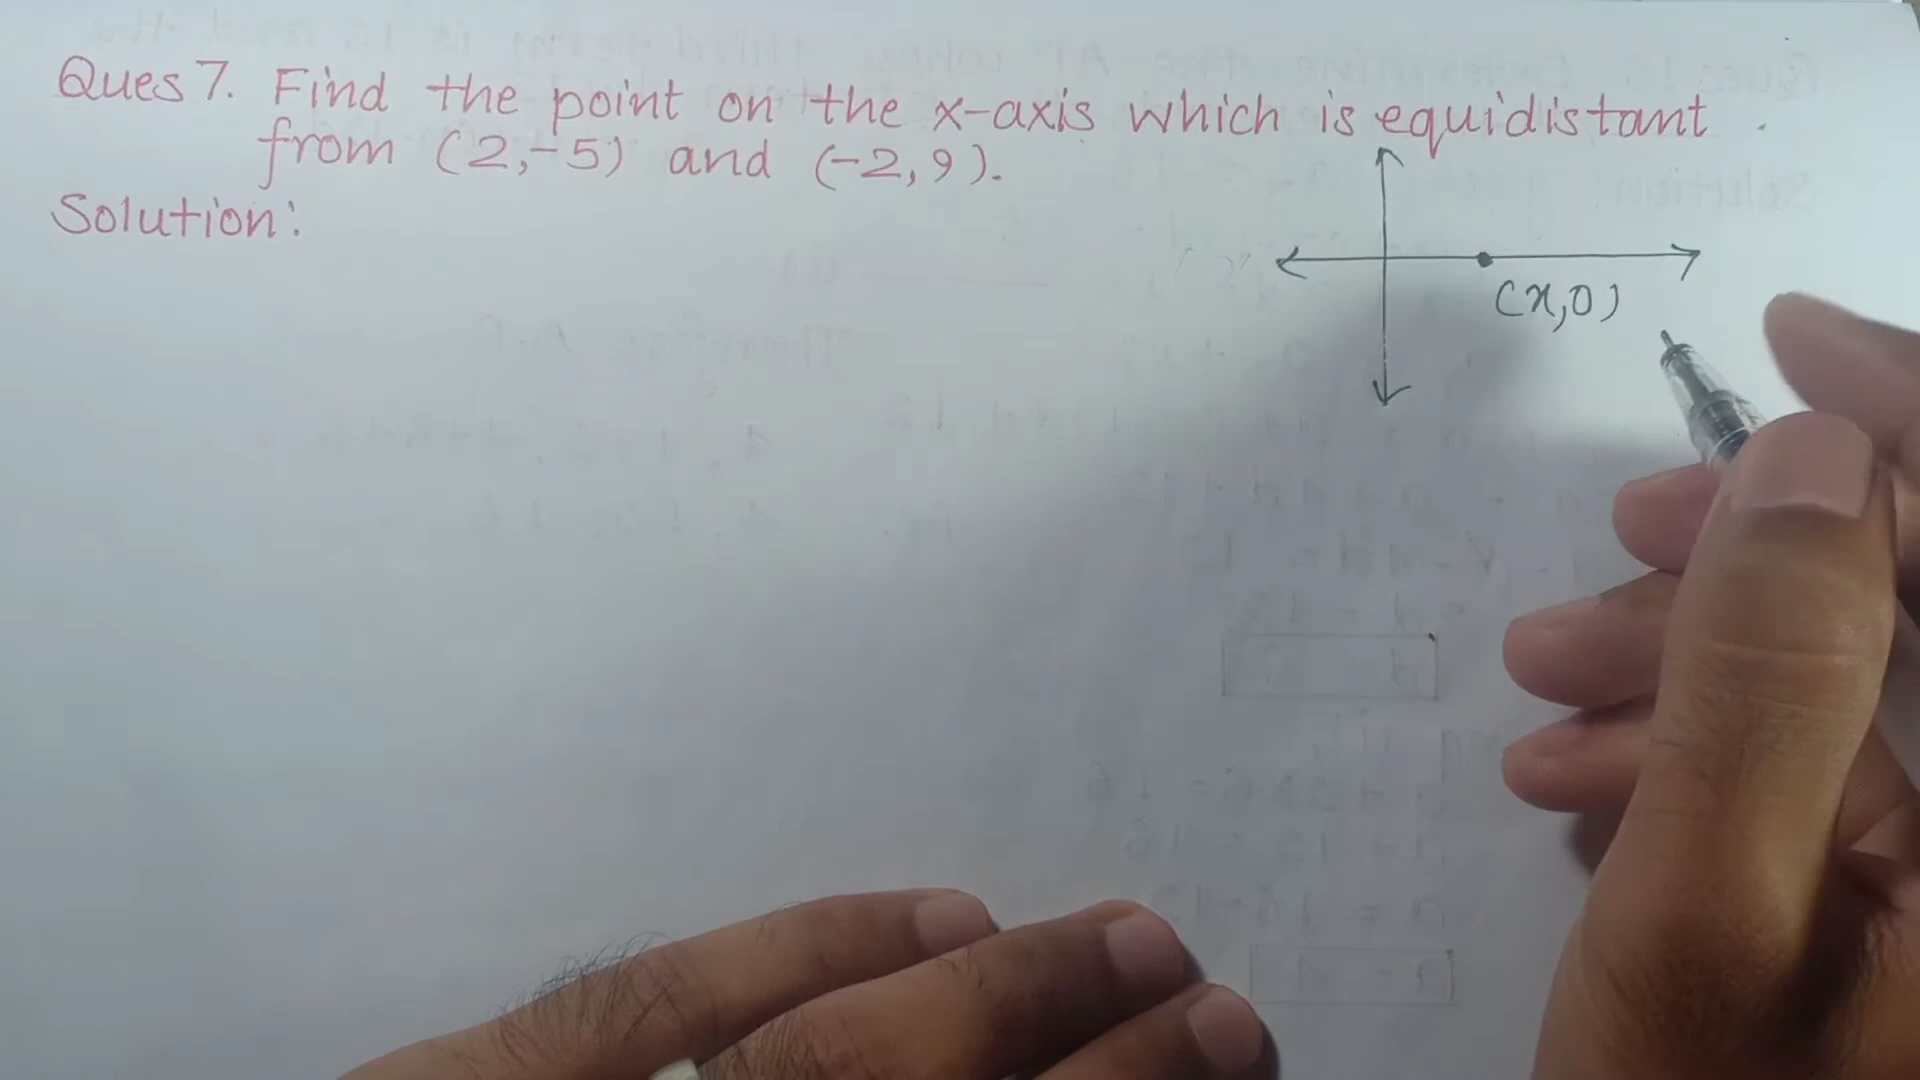 Ques 7. Find the point on the x-axis which is equidistant
from (2,-5) and (-2,9).
Solution:
(x,0)